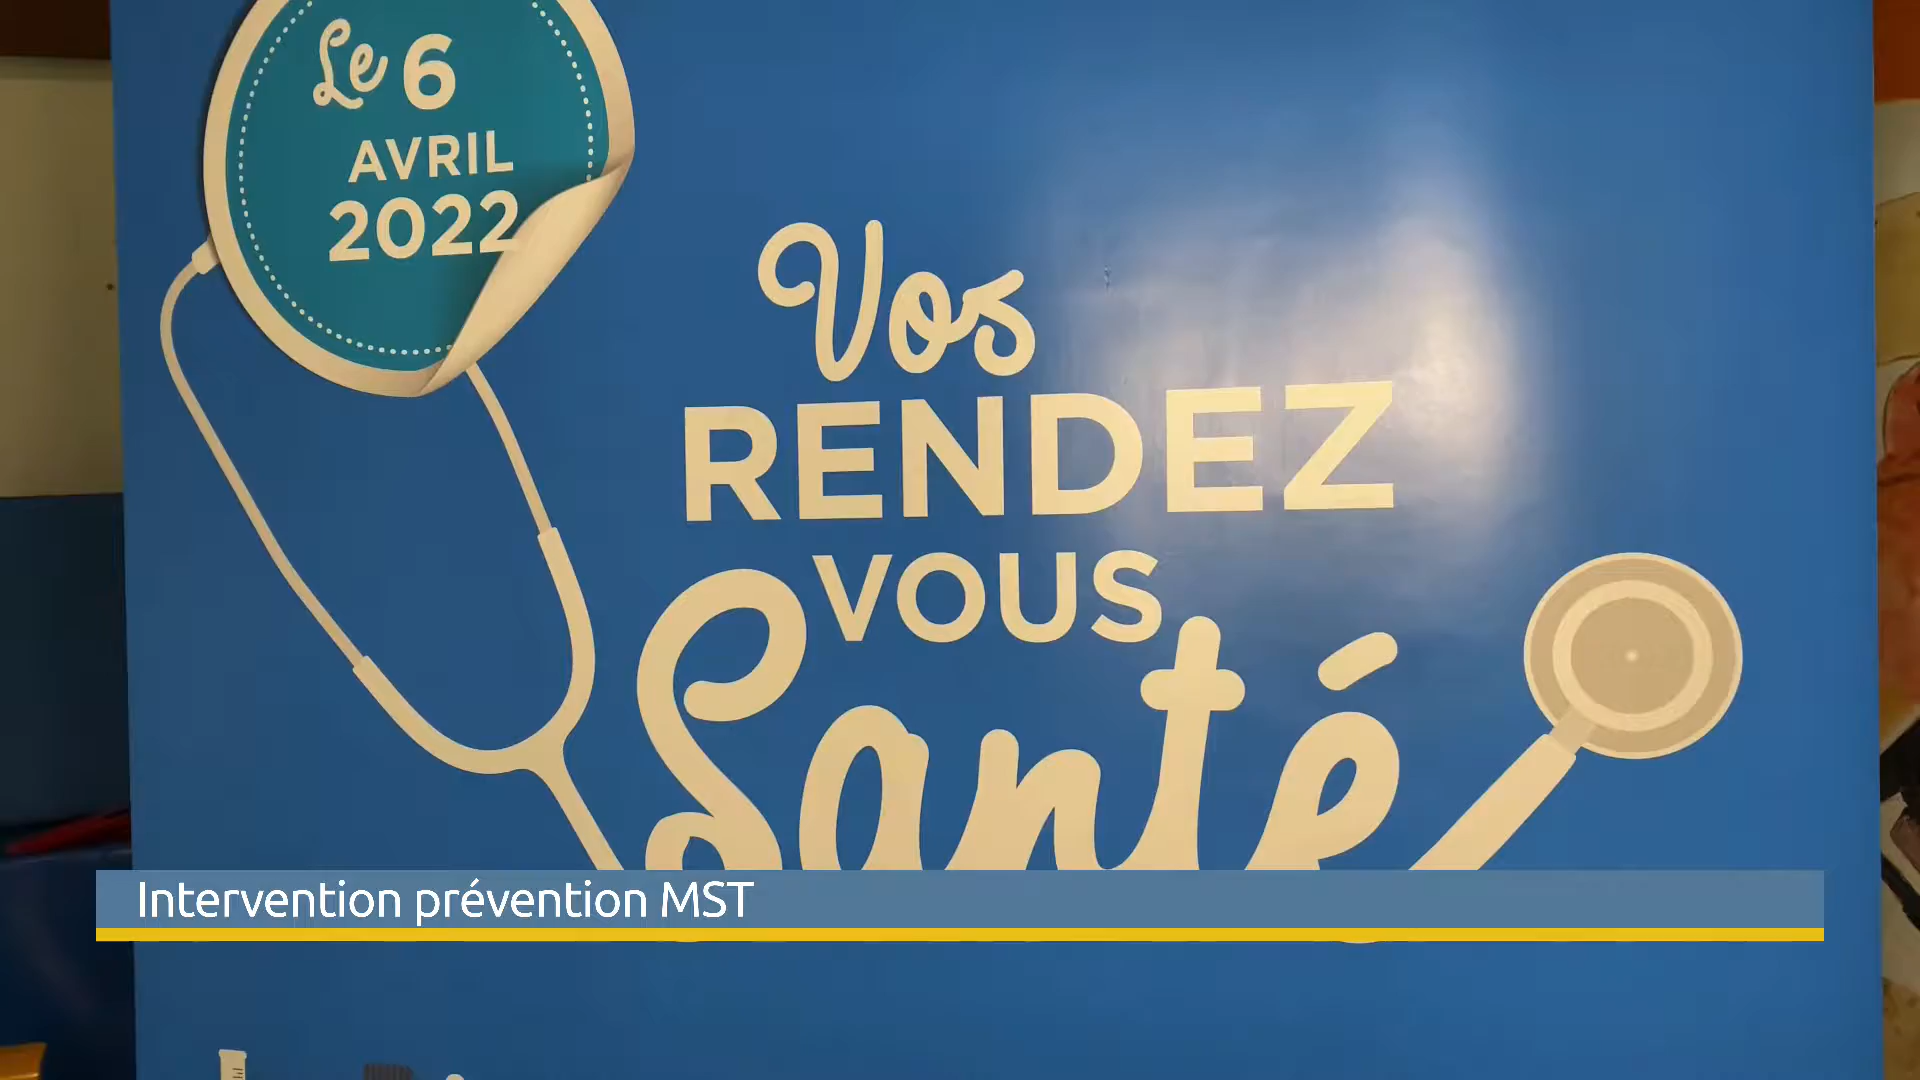 Le 6
AVRIL
2022
Vos
RENDEZ
VOUS
Santé
Intervention prévention MST